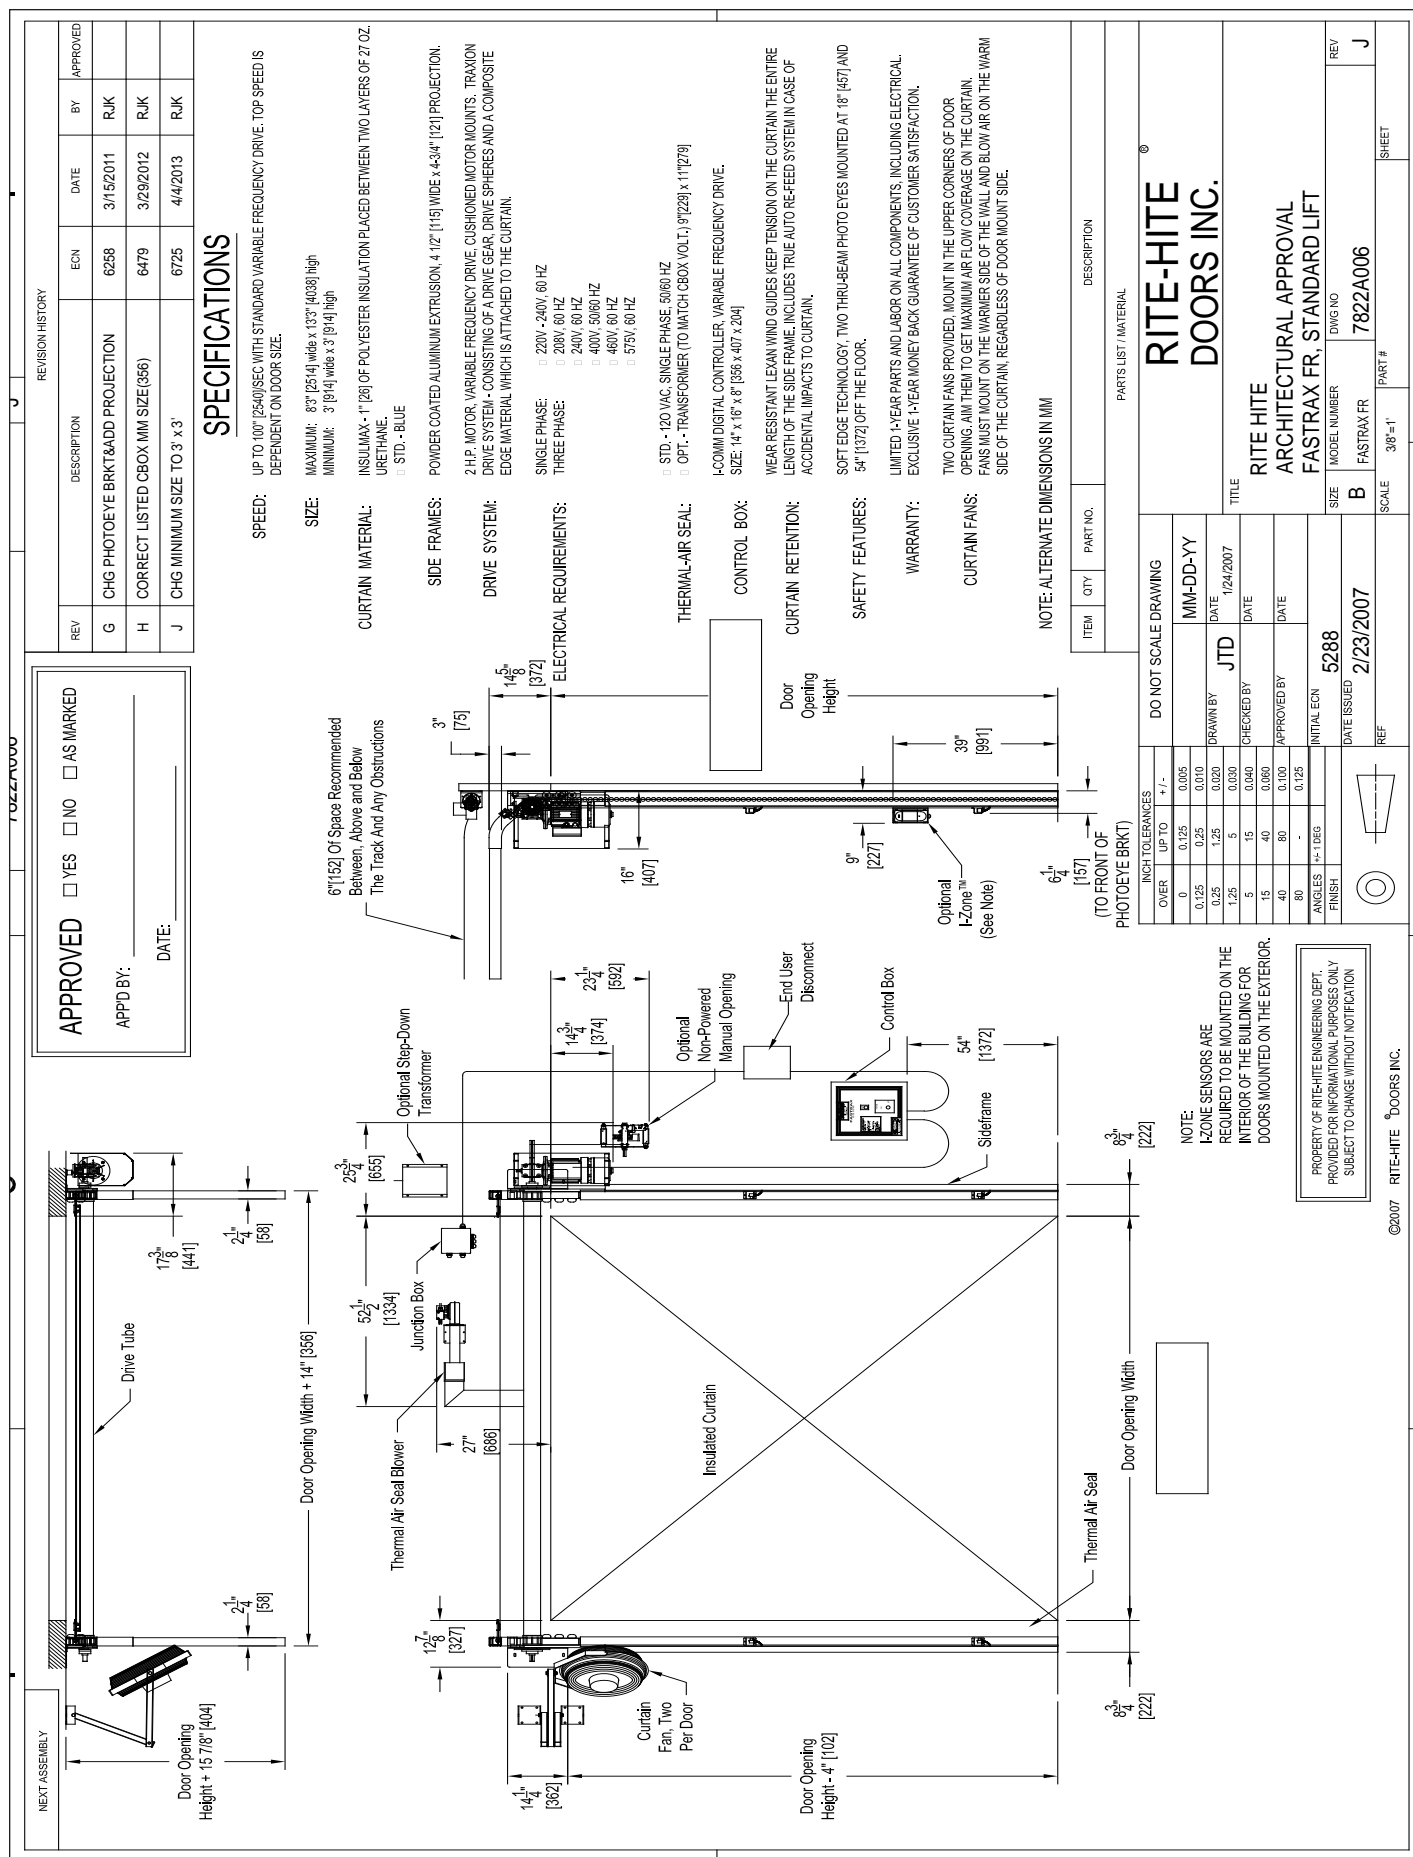 NEXT ASSEMBLY
APPROVED □ YES □ NO □ AS MARKED
APP'D BY:
DATE:
REVISION HISTORY
REV DESCRIPTION ECN DATE BY APPROVED
G CHG PHOTOEYE BRKT&ADD PROJECTION 6258 3/15/2011 RJK
H CORRECT LISTED CBOX MM SIZE(356) 6479 3/29/2012 RJK
J CHG MINIMUM SIZE TO 3' x 3' 6725 4/4/2013 RJK
SPECIFICATIONS
SPEED: UP TO 100" [2540]/SEC WITH STANDARD VARIABLE FREQUENCY DRIVE. TOP SPEED IS
DEPENDENT ON DOOR SIZE.
SIZE: MAXIMUM: 8'3" [2514] wide x 13'3" [4038] high
MINIMUM: 3' [914] wide x 3' [914] high
CURTAIN MATERIAL: INSULMAX - 1" [26] OF POLYESTER INSULATION PLACED BETWEEN TWO LAYERS OF 27 OZ.
URETHANE.
□ STD. - BLUE
SIDE FRAMES: POWDER COATED ALUMINUM EXTRUSION, 4 1/2" [115] WIDE x 4-3/4" [121] PROJECTION.
DRIVE SYSTEM: 2 H.P. MOTOR, VARIABLE FREQUENCY DRIVE, CUSHIONED MOTOR MOUNTS. TRAXION
DRIVE SYSTEM - CONSISTING OF A DRIVE GEAR, DRIVE SPHERES AND A COMPOSITE
EDGE MATERIAL WHICH IS ATTACHED TO THE CURTAIN.
ELECTRICAL REQUIREMENTS: SINGLE PHASE: □ 220V - 240V, 60 HZ
THREE PHASE: □ 208V, 60 HZ
□ 240V, 60 HZ
□ 400V, 50/60 HZ
□ 460V, 60 HZ
□ 575V, 60 HZ
THERMAL-AIR SEAL: □ STD. - 120 VAC, SINGLE PHASE, 50/60 HZ
□ OPT. - TRANSFORMER (TO MATCH CBOX VOLT.) 9"[229] x 11"[279]
CONTROL BOX: I-COMM DIGITAL CONTROLLER, VARIABLE FREQUENCY DRIVE.
SIZE: 14" x 16" x 8" [356 x 407 x 204]
CURTAIN RETENTION: WEAR RESISTANT LEXAN WIND GUIDES KEEP TENSION ON THE CURTAIN THE ENTIRE
LENGTH OF THE SIDE FRAME. INCLUDES TRUE AUTO RE-FEED SYSTEM IN CASE OF
ACCIDENTAL IMPACTS TO CURTAIN.
SAFETY FEATURES: SOFT EDGE TECHNOLOGY, TWO THRU-BEAM PHOTO EYES MOUNTED AT 18" [457] AND
54" [1372] OFF THE FLOOR.
WARRANTY: LIMITED 1-YEAR PARTS AND LABOR ON ALL COMPONENTS, INCLUDING ELECTRICAL.
EXCLUSIVE 1-YEAR MONEY BACK GUARANTEE OF CUSTOMER SATISFACTION.
CURTAIN FANS: TWO CURTAIN FANS PROVIDED, MOUNT IN THE UPPER CORNERS OF DOOR
OPENING. AIM THEM TO GET MAXIMUM AIR FLOW COVERAGE ON THE CURTAIN.
FANS MUST MOUNT ON THE WARMER SIDE OF THE WALL AND BLOW AIR ON THE WARM
SIDE OF THE CURTAIN, REGARDLESS OF DOOR MOUNT SIDE.
NOTE: ALTERNATE DIMENSIONS IN MM
Door Opening
Height + 15 7/8" [404]
2 1/4"
[58]
Drive Tube
Door Opening Width + 14" [356]
17 3/8"
[441]
2 1/4"
[58]
14 1/4"
[362]
12 7/8"
[327]
Curtain
Fan, Two
Per Door
Door Opening
Height - 4" [102]
8 3/4"
[222]
Thermal Air Seal Blower
27"
[686]
Junction Box
52 1/2"
[1334]
25 3/4"
[655]
Optional Step-Down
Transformer
Insulated Curtain
Thermal Air Seal
Door Opening Width
14 3/4"
[374]
23 1/4"
[592]
Optional
Non-Powered
Manual Opening
End User
Disconnect
Control Box
54"
[1372]
Sideframe
8 3/4"
[222]
6"[152] Of Space Recommended
Between, Above and Below
The Track And Any Obstructions
3"
[75]
14 5/8"
[372]
16"
[407]
Door
Opening
Height
9"
[227]
39"
[991]
Optional
I-Zone™
(See Note)
6 1/4"
[157]
(TO FRONT OF
PHOTOEYE BRKT)
NOTE:
I-ZONE SENSORS ARE
REQUIRED TO BE MOUNTED ON THE
INTERIOR OF THE BUILDING FOR
DOORS MOUNTED ON THE EXTERIOR.
PROPERTY OF RITE-HITE ENGINEERING DEPT.
PROVIDED FOR INFORMATIONAL PURPOSES ONLY
SUBJECT TO CHANGE WITHOUT NOTIFICATION
©2007 RITE-HITE ® DOORS INC.
INCH TOLERANCES
OVER UP TO + / -
0 0.125 0.005
0.125 0.25 0.010
0.25 1.25 0.020
1.25 5 0.030
5 15 0.040
15 40 0.060
40 80 0.100
80 - 0.125
ANGLES +/- 1 DEG
FINISH
DO NOT SCALE DRAWING
MM-DD-YY
DRAWN BY JTD DATE 1/24/2007
CHECKED BY DATE
APPROVED BY DATE
INITIAL ECN 5288
DATE ISSUED 2/23/2007
REF
ITEM QTY PART NO. DESCRIPTION
PARTS LIST / MATERIAL
RITE-HITE ®
DOORS INC.
TITLE
RITE HITE
ARCHITECTURAL APPROVAL
FASTRAX FR, STANDARD LIFT
SIZE B MODEL NUMBER FASTRAX FR DWG NO 7822A006 REV J
SCALE 3/8"=1' PART # SHEET